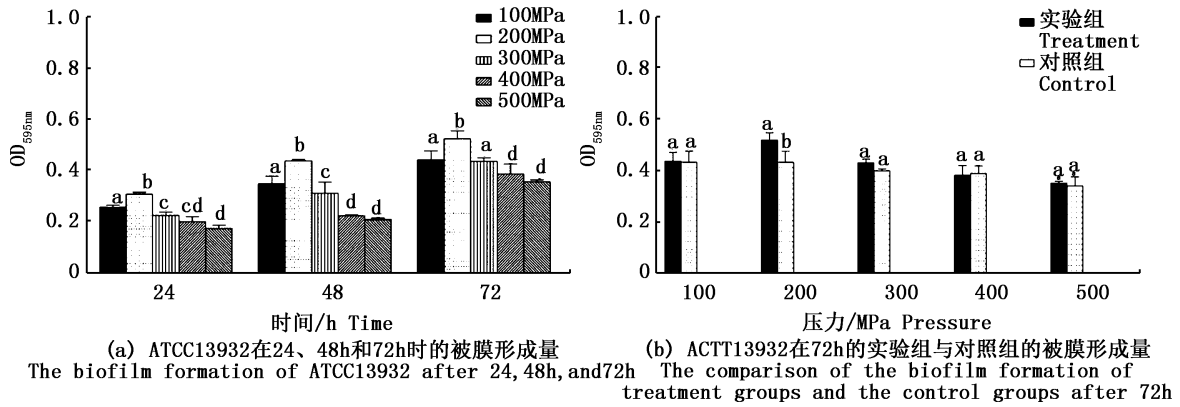 1.0
0.8
0.6
0.4
0.2
0
OD595nm
100MPa
200MPa
300MPa
400MPa
500MPa
a b c cd d
a b c d d
a b a d d
24 48 72
时间/h Time
(a) ATCC13932在24、48h和72h时的被膜形成量
The biofilm formation of ATCC13932 after 24,48h,and72h
1.0
0.8
0.6
0.4
0.2
0
OD595nm
实验组
Treatment
对照组
Control
a a a b a a a a a a
100 200 300 400 500
压力/MPa Pressure
(b) ACTT13932在72h的实验组与对照组的被膜形成量
The comparison of the biofilm formation of
treatment groups and the control groups after 72h